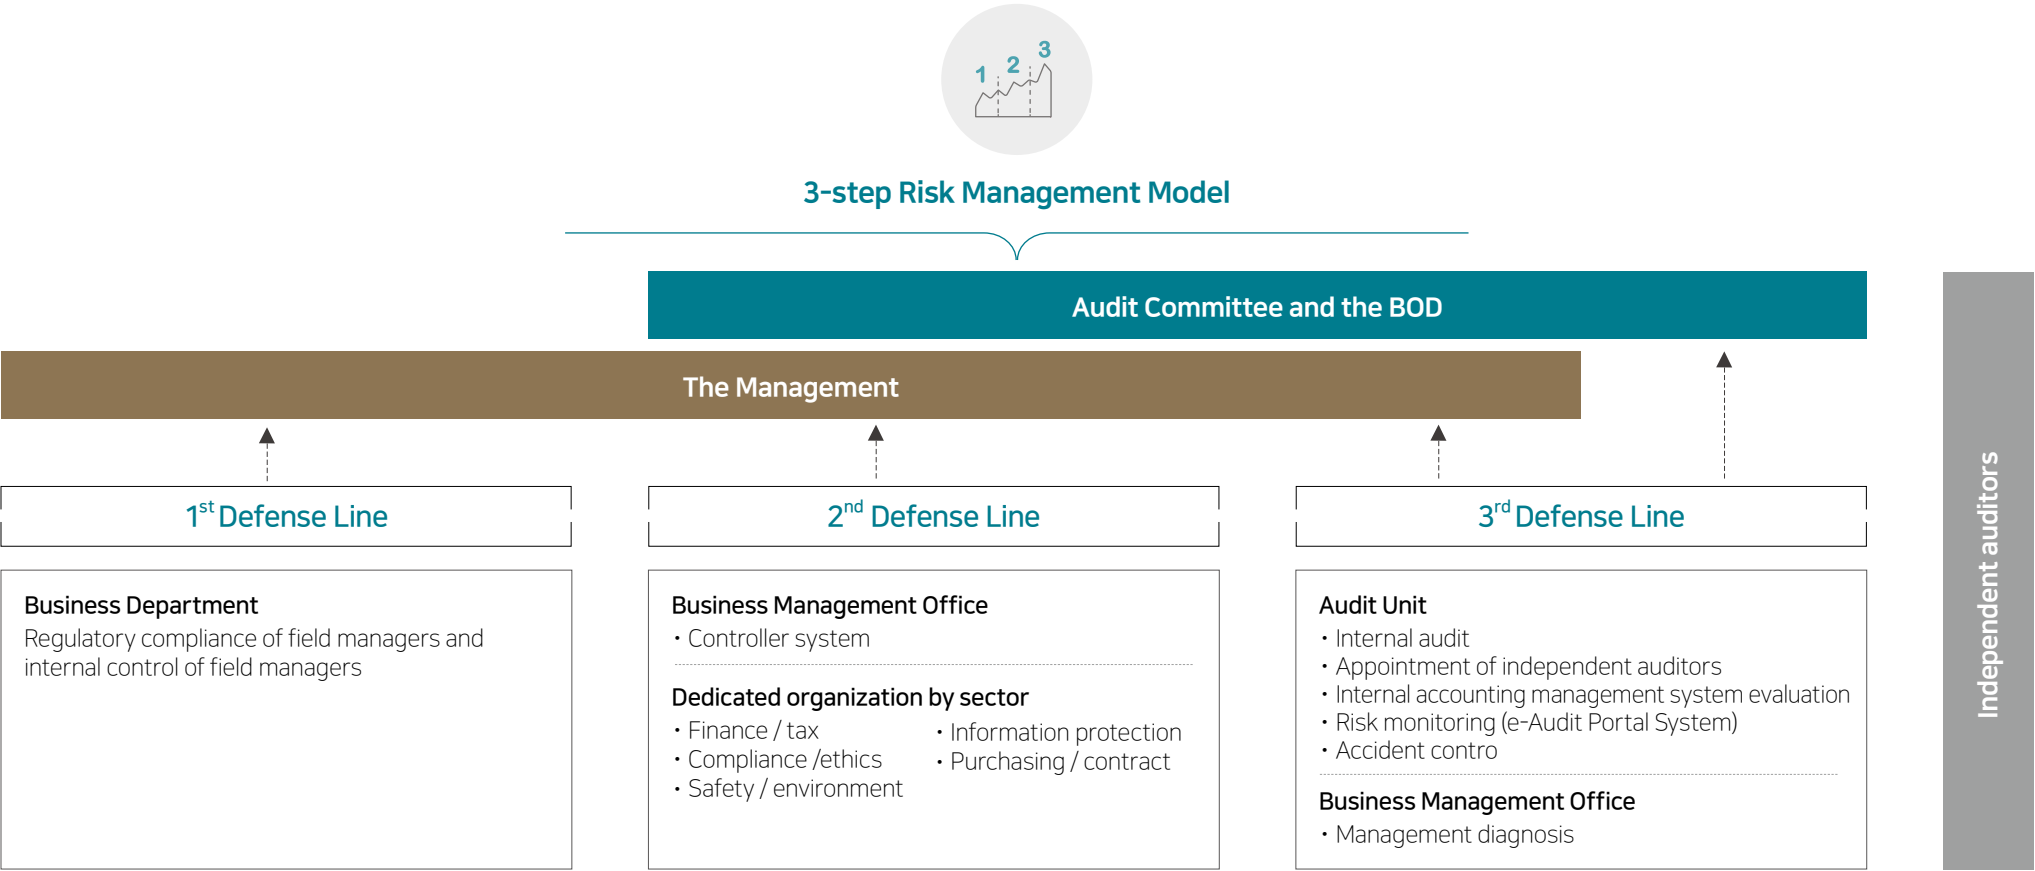 1 2 3
3-step Risk Management Model
Audit Committee and the BOD
The Management
1st Defense Line
Business Department
Regulatory compliance of field managers and
internal control of field managers
2nd Defense Line
Business Management Office
• Controller system
Dedicated organization by sector
• Finance / tax
• Compliance /ethics
• Safety / environment
• Information protection
• Purchasing / contract
3rd Defense Line
Audit Unit
• Internal audit
• Appointment of independent auditors
• Internal accounting management system evaluation
• Risk monitoring (e-Audit Portal System)
• Accident contro
Business Management Office
• Management diagnosis
Independent auditors